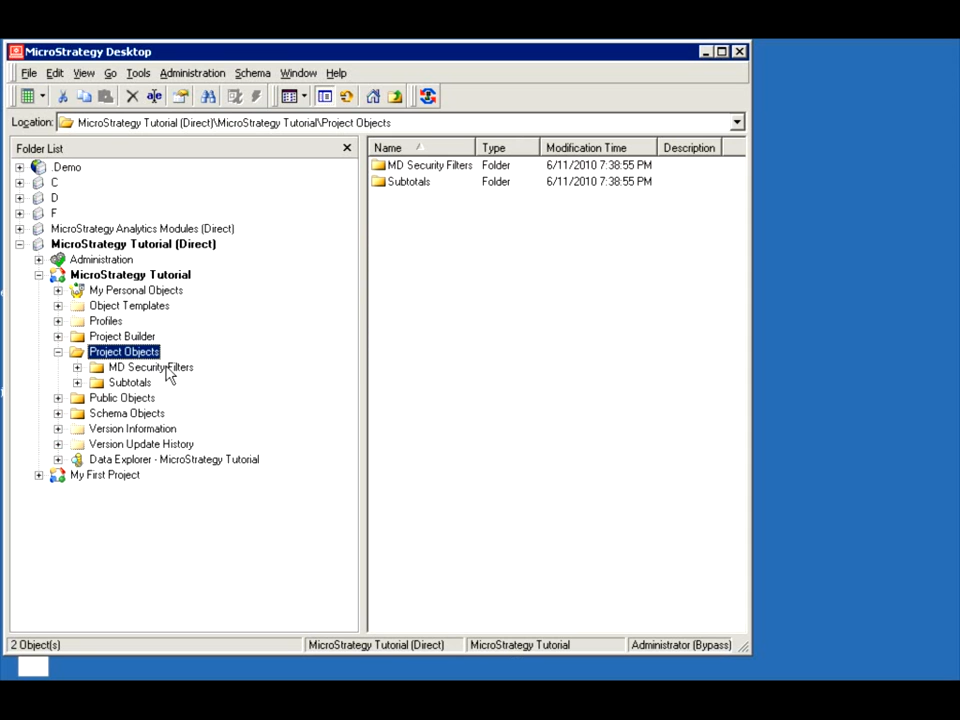 MicroStrategy Desktop
File Edit View Go Tools Administration Schema Window Help
Location: MicroStrategy Tutorial (Direct)\MicroStrategy Tutorial\Project Objects
Folder List
Name Type Modification Time Description
.Demo
C
D
F
MicroStrategy Analytics Modules (Direct)
MicroStrategy Tutorial (Direct)
Administration
MicroStrategy Tutorial
My Personal Objects
Object Templates
Profiles
Project Builder
Project Objects
MD Security Filters
Subtotals
Public Objects
Schema Objects
Version Information
Version Update History
Data Explorer - MicroStrategy Tutorial
My First Project
MD Security Filters Folder 6/11/2010 7:38:55 PM
Subtotals Folder 6/11/2010 7:38:55 PM
2 Object(s) MicroStrategy Tutorial (Direct) MicroStrategy Tutorial Administrator (Bypass)